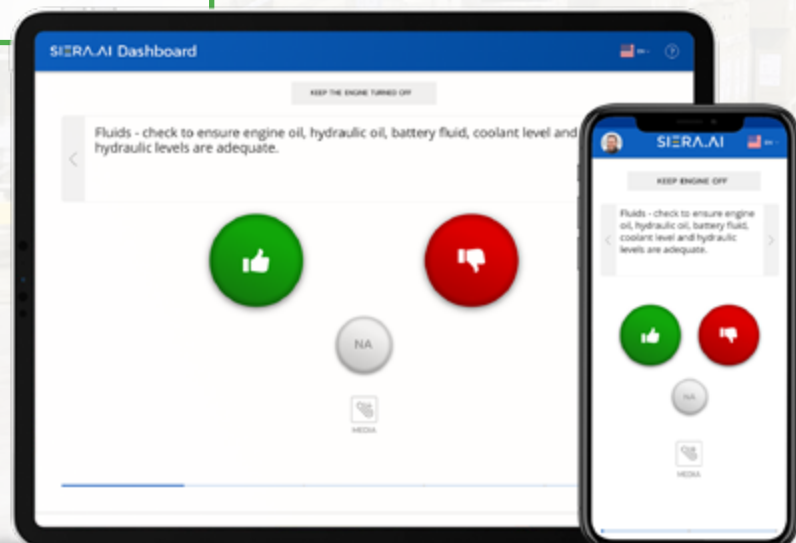 SIERA.AI Dashboard
EN
KEEP THE ENGINE TURNED OFF
Fluids - check to ensure engine oil, hydraulic oil, battery fluid, coolant level and
hydraulic levels are adequate.
NA
MEDIA
SIERA.AI
EN
KEEP ENGINE OFF
Fluids - check to ensure engine
oil, hydraulic oil, battery fluid,
coolant level and hydraulic
levels are adequate.
NA
MEDIA